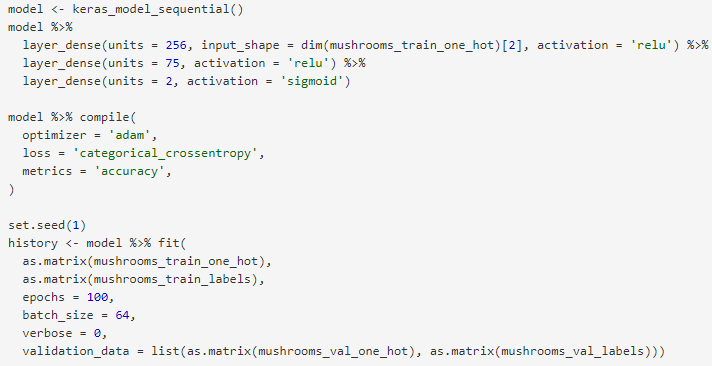 model <- keras_model_sequential()
model %>%
  layer_dense(units = 256, input_shape = dim(mushrooms_train_one_hot)[2], activation = 'relu') %>%
  layer_dense(units = 75, activation = 'relu') %>%
  layer_dense(units = 2, activation = 'sigmoid')

model %>% compile(
  optimizer = 'adam',
  loss = 'categorical_crossentropy',
  metrics = 'accuracy',
)

set.seed(1)
history <- model %>% fit(
  as.matrix(mushrooms_train_one_hot),
  as.matrix(mushrooms_train_labels),
  epochs = 100,
  batch_size = 64,
  verbose = 0,
  validation_data = list(as.matrix(mushrooms_val_one_hot), as.matrix(mushrooms_val_labels)))